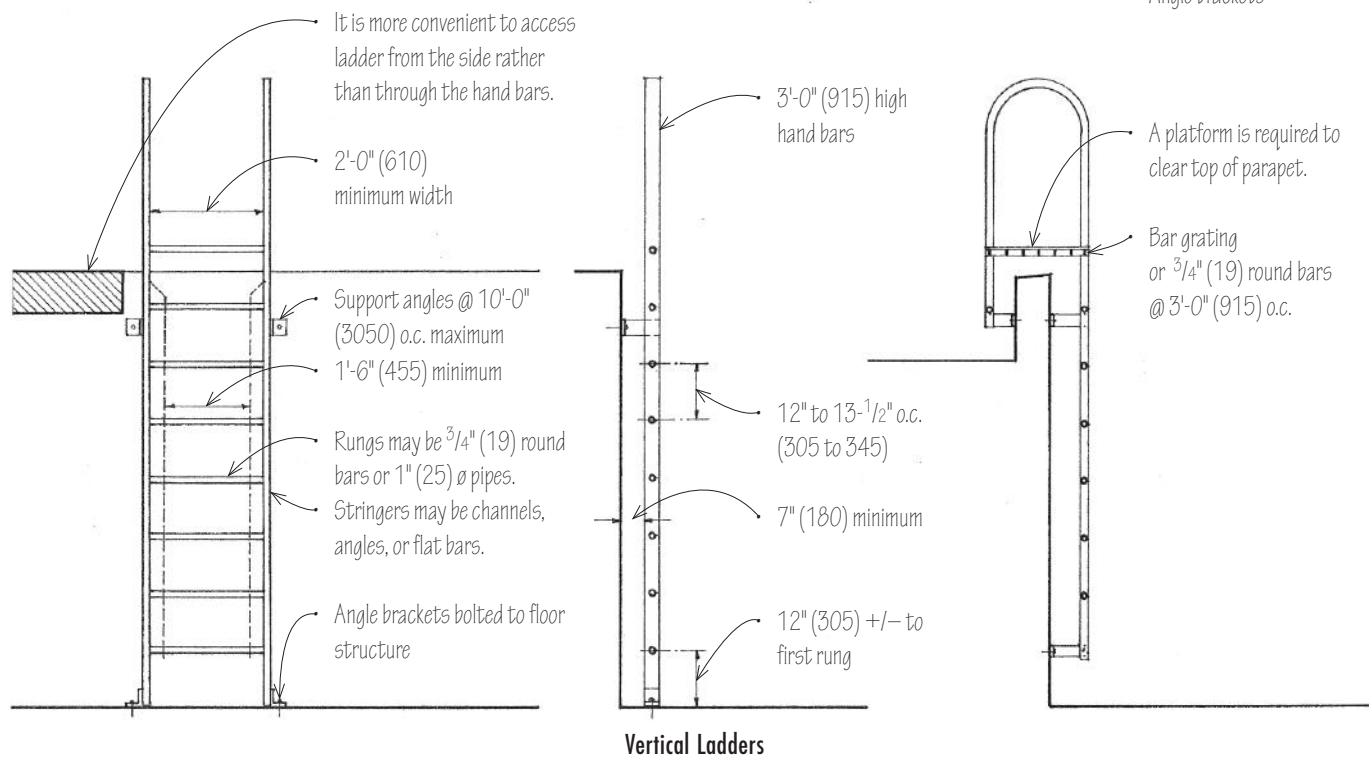 Angle brackets
It is more convenient to access
ladder from the side rather
than through the hand bars.
2'-0" (610)
minimum width
Support angles @ 10'-0"
(3050) o.c. maximum
1'-6" (455) minimum
Rungs may be 3/4" (19) round
bars or 1" (25) ø pipes.
Stringers may be channels,
angles, or flat bars.
Angle brackets bolted to floor
structure
3'-0" (915) high
hand bars
12" to 13-1/2" o.c.
(305 to 345)
7" (180) minimum
12" (305) +/– to
first rung
A platform is required to
clear top of parapet.
Bar grating
or 3/4" (19) round bars
@ 3'-0" (915) o.c.
Vertical Ladders